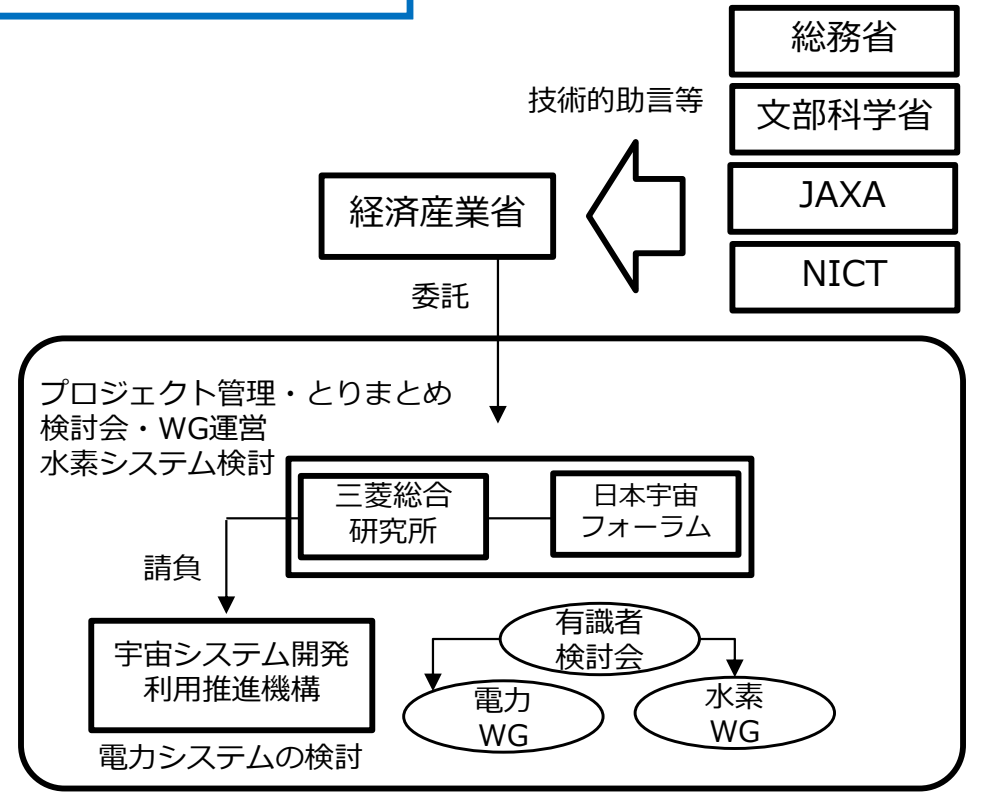 総務省
技術的助言等
文部科学省
経済産業省
JAXA
NICT
委託
プロジェクト管理・とりまとめ
検討会・WG運営
水素システム検討
三菱総合
研究所
日本宇宙
フォーラム
請負
宇宙システム開発
利用推進機構
有識者
検討会
電力
WG
水素
WG
電力システムの検討